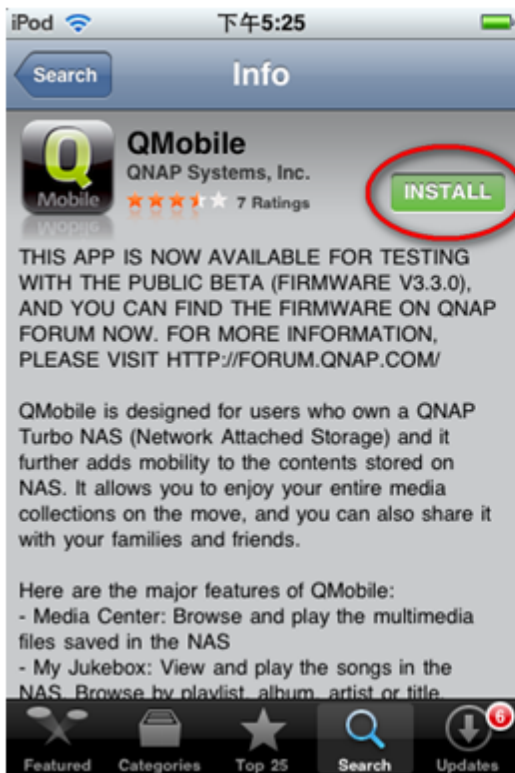 iPod 下午5:25
Search Info
Q
Mobile
QMobile
QNAP Systems, Inc.
7 Ratings
INSTALL
THIS APP IS NOW AVAILABLE FOR TESTING
WITH THE PUBLIC BETA (FIRMWARE V3.3.0),
AND YOU CAN FIND THE FIRMWARE ON QNAP
FORUM NOW. FOR MORE INFORMATION,
PLEASE VISIT HTTP://FORUM.QNAP.COM/
QMobile is designed for users who own a QNAP
Turbo NAS (Network Attached Storage) and it
further adds mobility to the contents stored on
NAS. It allows you to enjoy your entire media
collections on the move, and you can also share it
with your families and friends.
Here are the major features of QMobile:
- Media Center: Browse and play the multimedia
files saved in the NAS
- My Jukebox: View and play the songs in the
NAS. Browse by playlist, album, artist or title.
6
Featured Categories Top 25 Search Updates